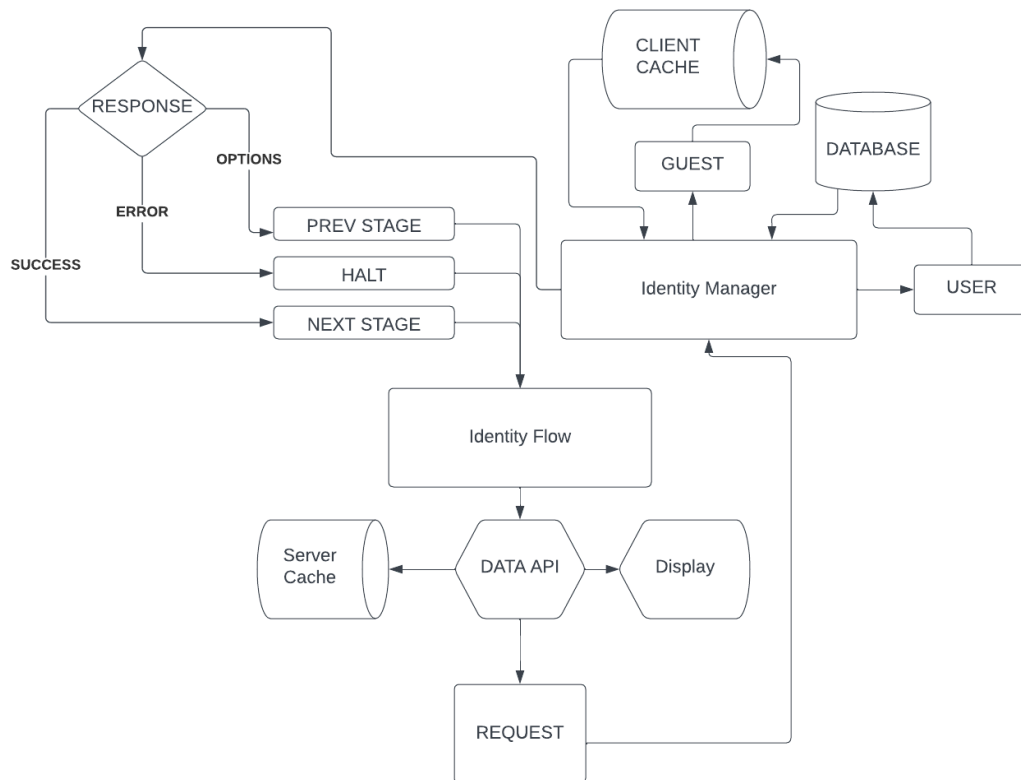 CLIENT
CACHE
RESPONSE
DATABASE
OPTIONS
GUEST
ERROR
PREV STAGE
SUCCESS
HALT
Identity Manager
USER
NEXT STAGE
Identity Flow
Server
Cache
DATA API
Display
REQUEST